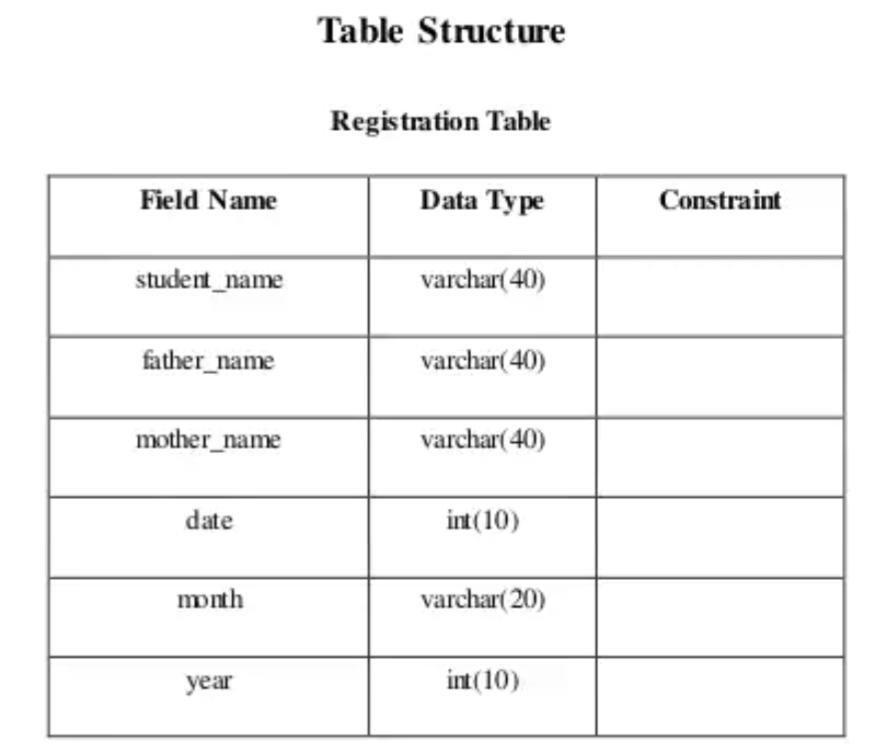 Table Structure
Registration Table
Field Name Data Type Constraint
student_name varchar(40)
father_name varchar(40)
mother_name varchar(40)
date int(10)
month varchar(20)
year int(10)